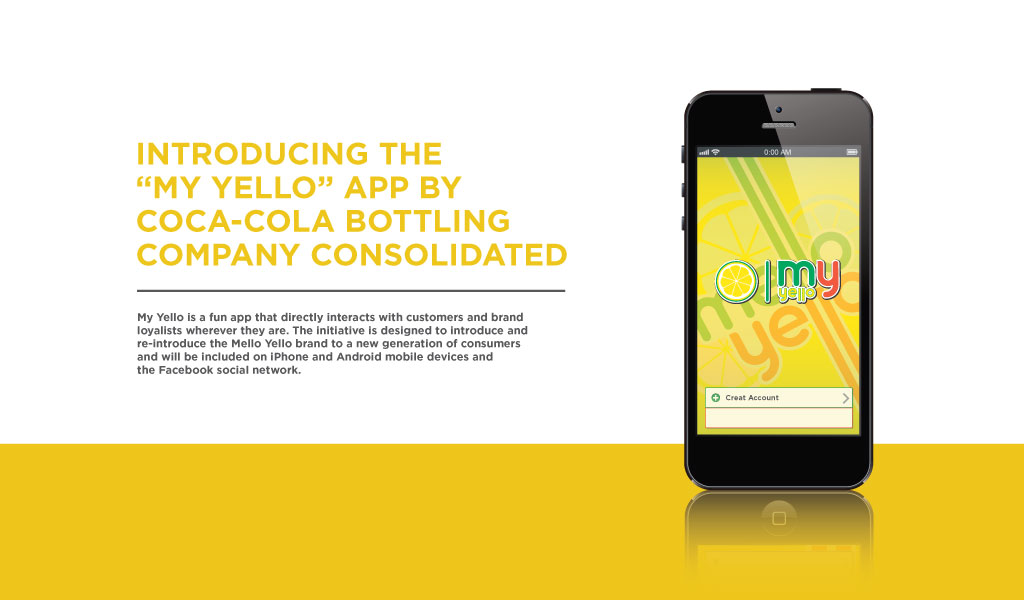 INTRODUCING THE
“MY YELLO” APP BY
COCA-COLA BOTTLING
COMPANY CONSOLIDATED
My Yello is a fun app that directly interacts with customers and brand
loyalists wherever they are. The initiative is designed to introduce and
re-introduce the Mello Yello brand to a new generation of consumers
and will be included on iPhone and Android mobile devices and
the Facebook social network.
0:00 AM
my
yello
mello
yello
Creat Account